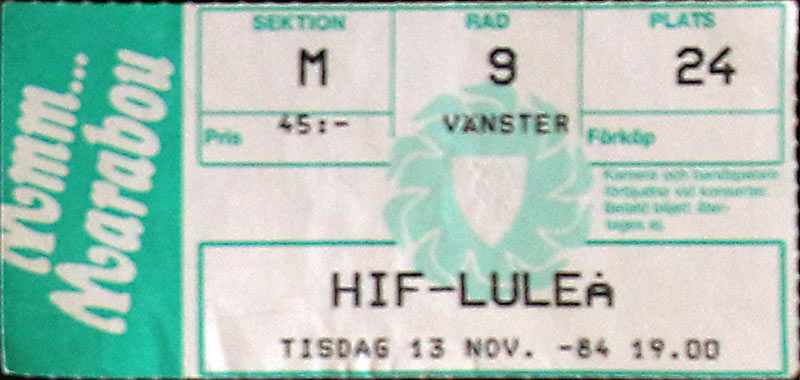 Mmm...
Marabou
SEKTION RAD PLATS
M 9 24
Pris 45:- VÄNSTER Förköp
Kamera och bandspelare
förbjudna vid konserter.
Betald biljett åter-
tages ej.
HIF-LULEÅ
TISDAG 13 NOV. -84 19.00